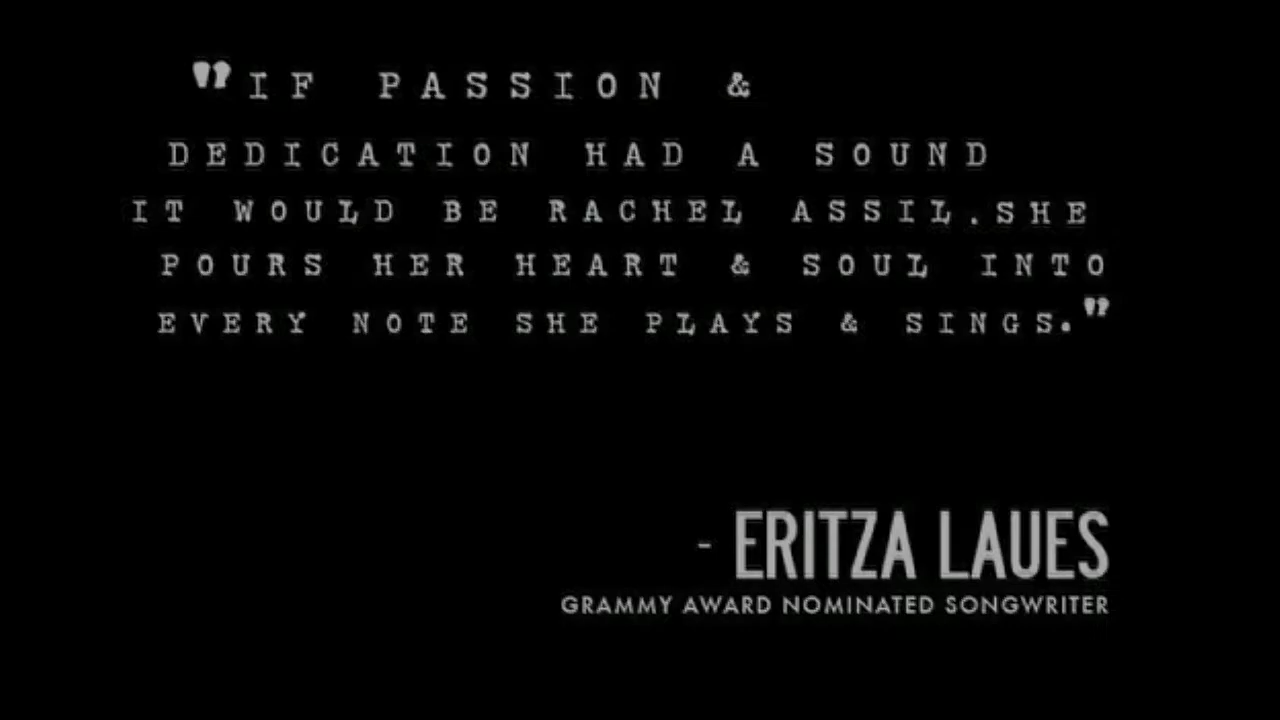 "IF PASSION &
DEDICATION HAD A SOUND
IT WOULD BE RACHEL ASSIL.SHE
POURS HER HEART & SOUL INTO
EVERY NOTE SHE PLAYS & SINGS."
- ERITZA LAUES
GRAMMY AWARD NOMINATED SONGWRITER